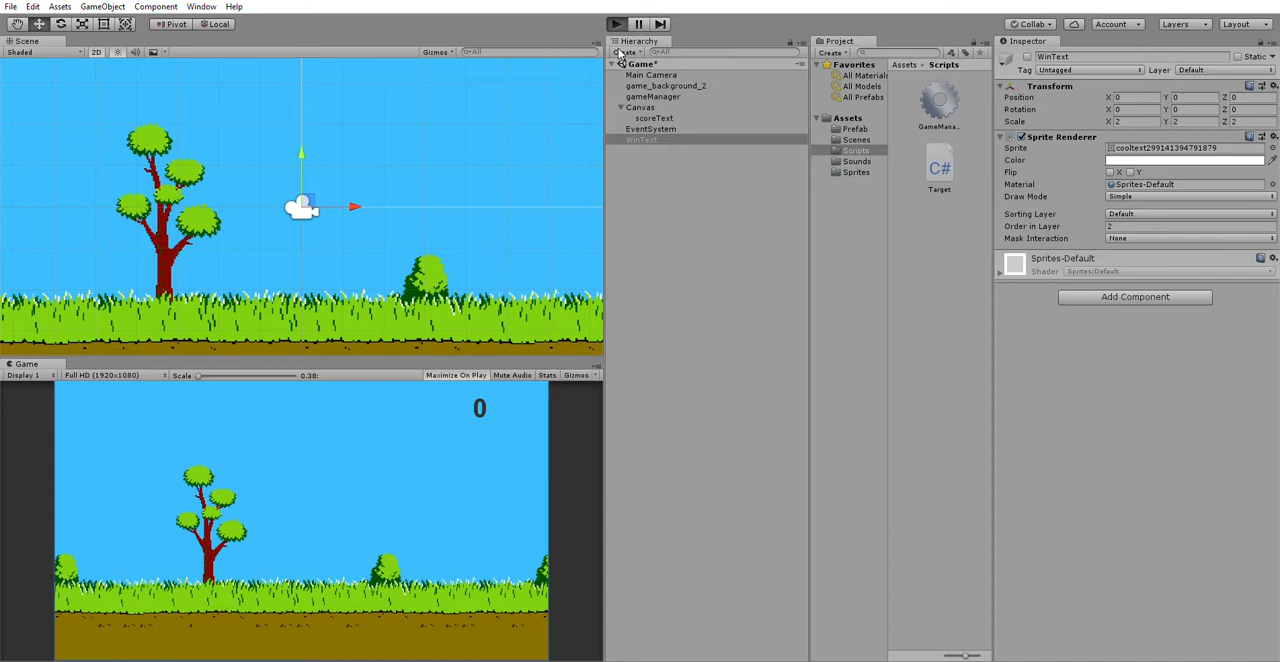 File Edit Assets GameObject Component Window Help
Pivot Local Collab Account Layers Layout
Scene Hierarchy Project Inspector
Shaded 2D Gizmos All
All
Create
WinText Static
Game*
Favorites
Assets Scripts
Tag Untagged Layer Default
Main Camera
All Materials
game_background_2
All Models
Transform
gameManager
All Prefabs
Position X 0 Y 0 Z 0
Canvas
Rotation X 0 Y 0 Z 0
scoreText
Assets
Scale X 2 Y 2 Z 2
EventSystem
Prefab
GameMana...
WinText
Scenes
Sprite Renderer
Scripts
Sprite cooltext299141394791879
Sounds
Color
Sprites
C#
Flip X Y
Target
Material Sprites-Default
Draw Mode Simple
Sorting Layer Default
Order in Layer 2
Mask Interaction None
Sprites-Default
Shader Sprites/Default
Add Component
Game
Display 1 Full HD (1920x1080) Scale 0.38: Maximize On Play Mute Audio Stats Gizmos
0